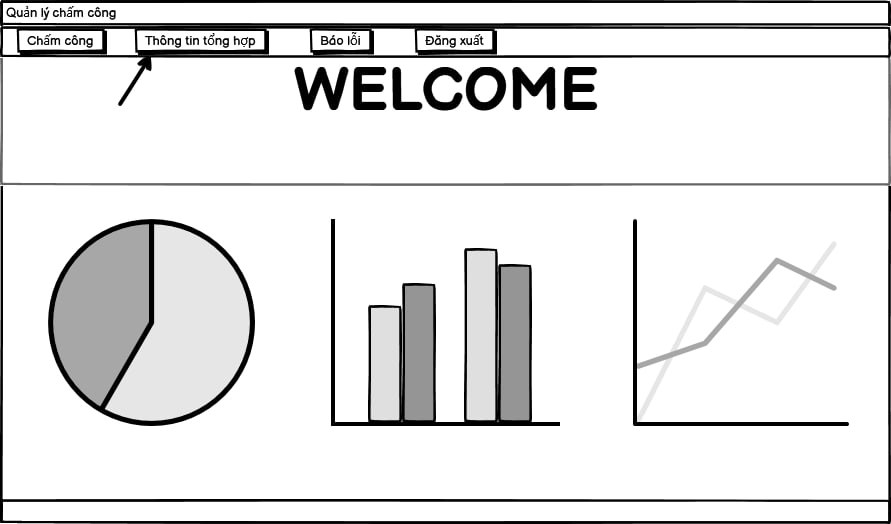 Quản lý chấm công
Chấm công Thông tin tổng hợp Báo lỗi Đăng xuất
WELCOME